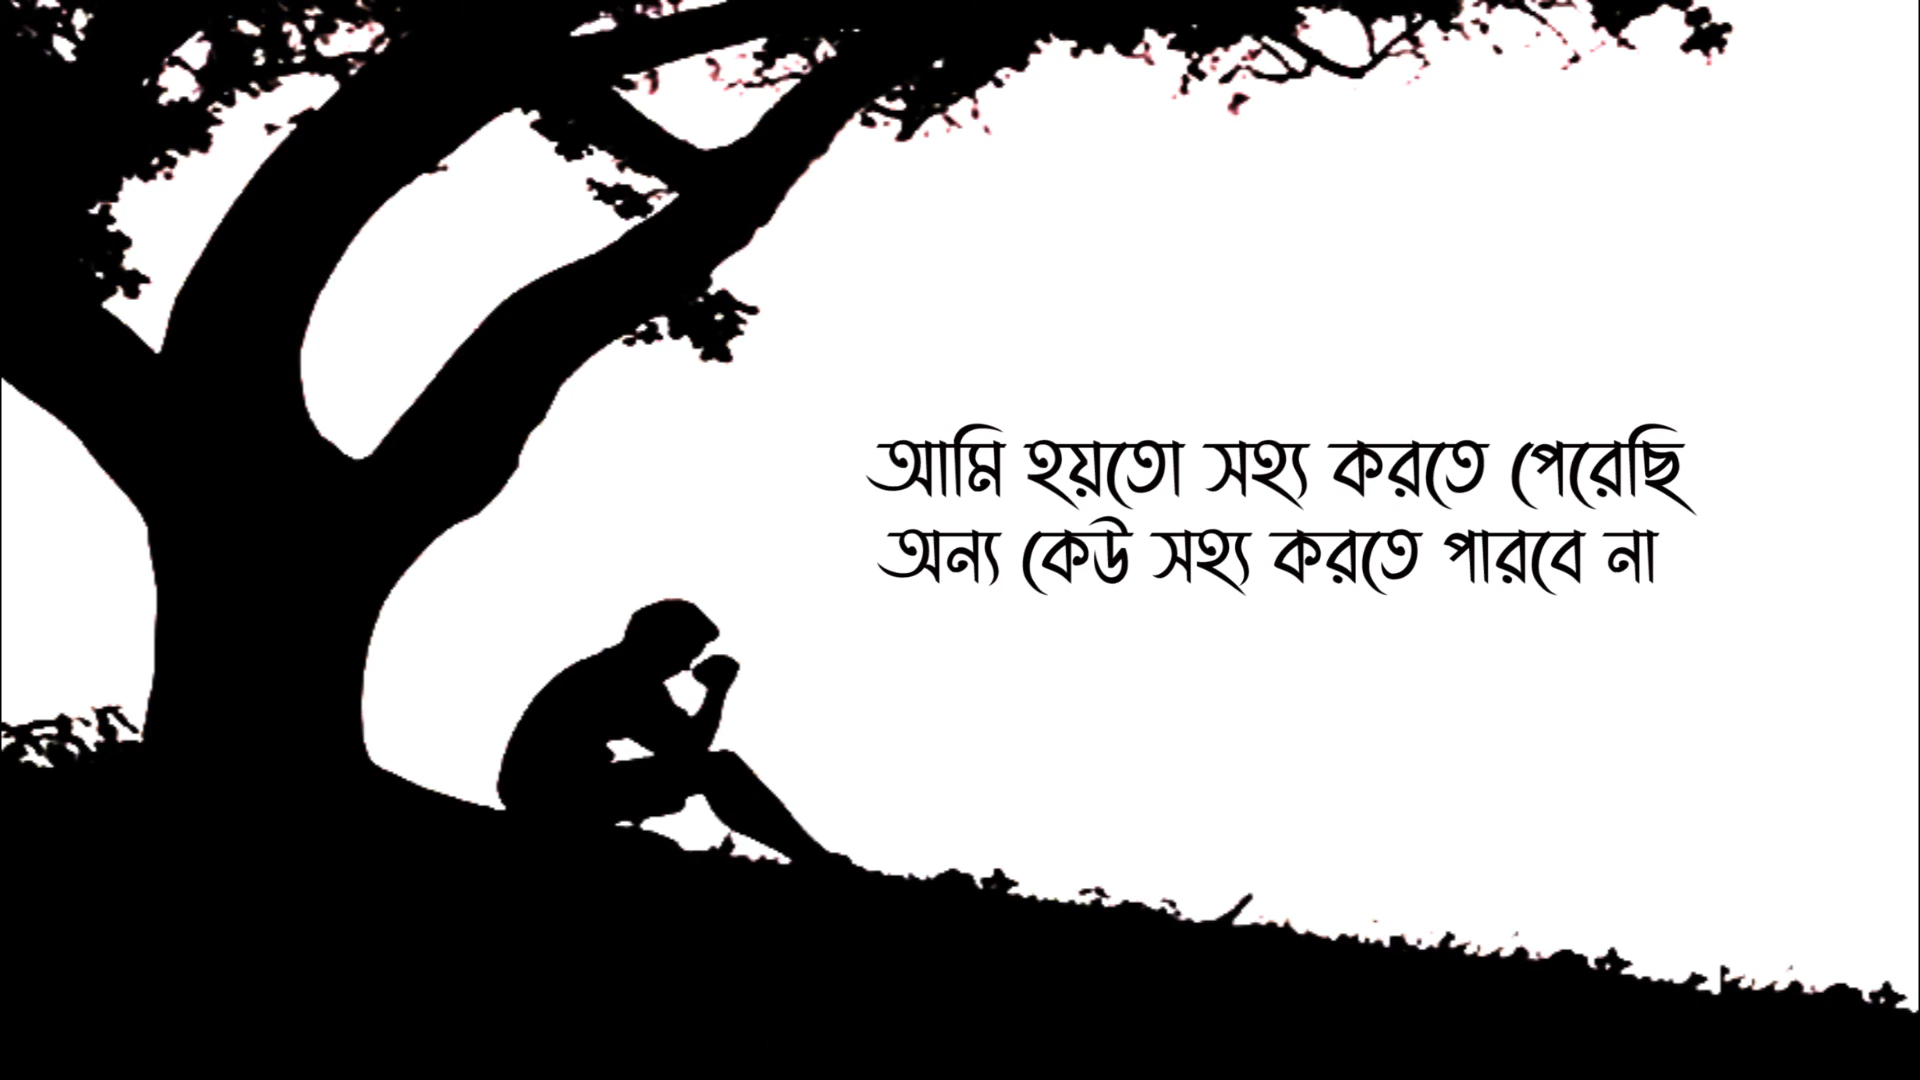 আমি হয়তো সহ্য করতে পেরেছি
অন্য কেউ সহ্য করতে পারবে না